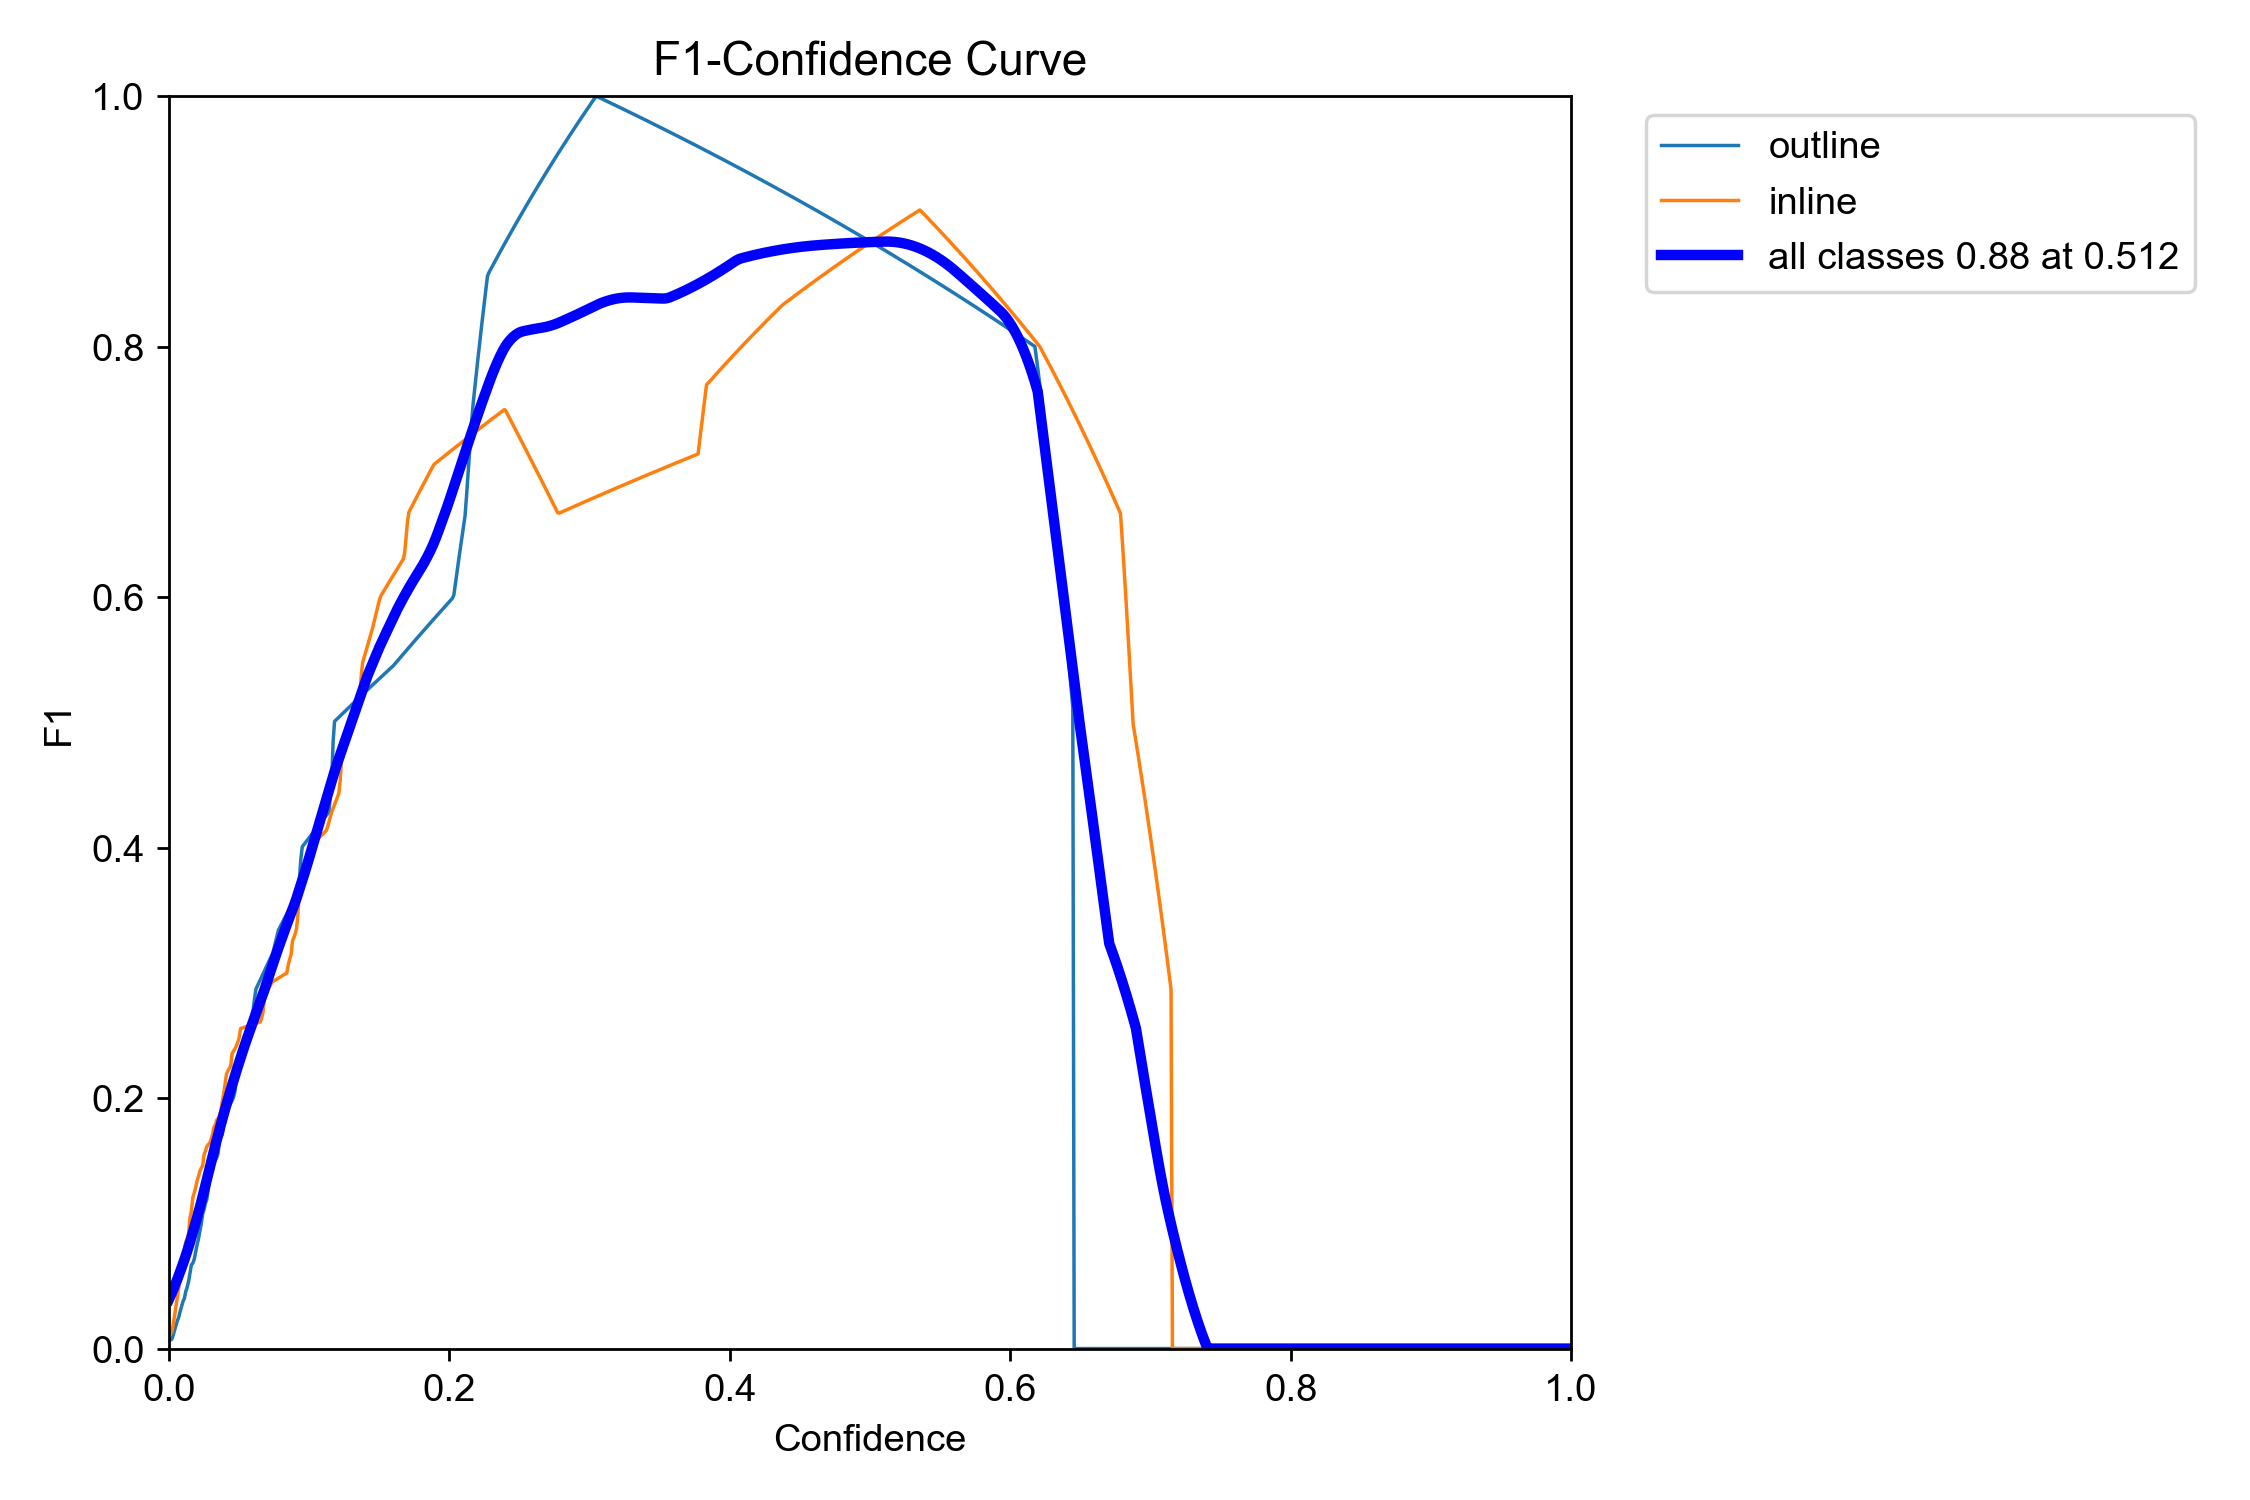 F1-Confidence Curve
1.0
0.8
0.6
0.4
0.2
0.0
F1
0.0 0.2 0.4 0.6 0.8 1.0
Confidence
outline
inline
all classes 0.88 at 0.512